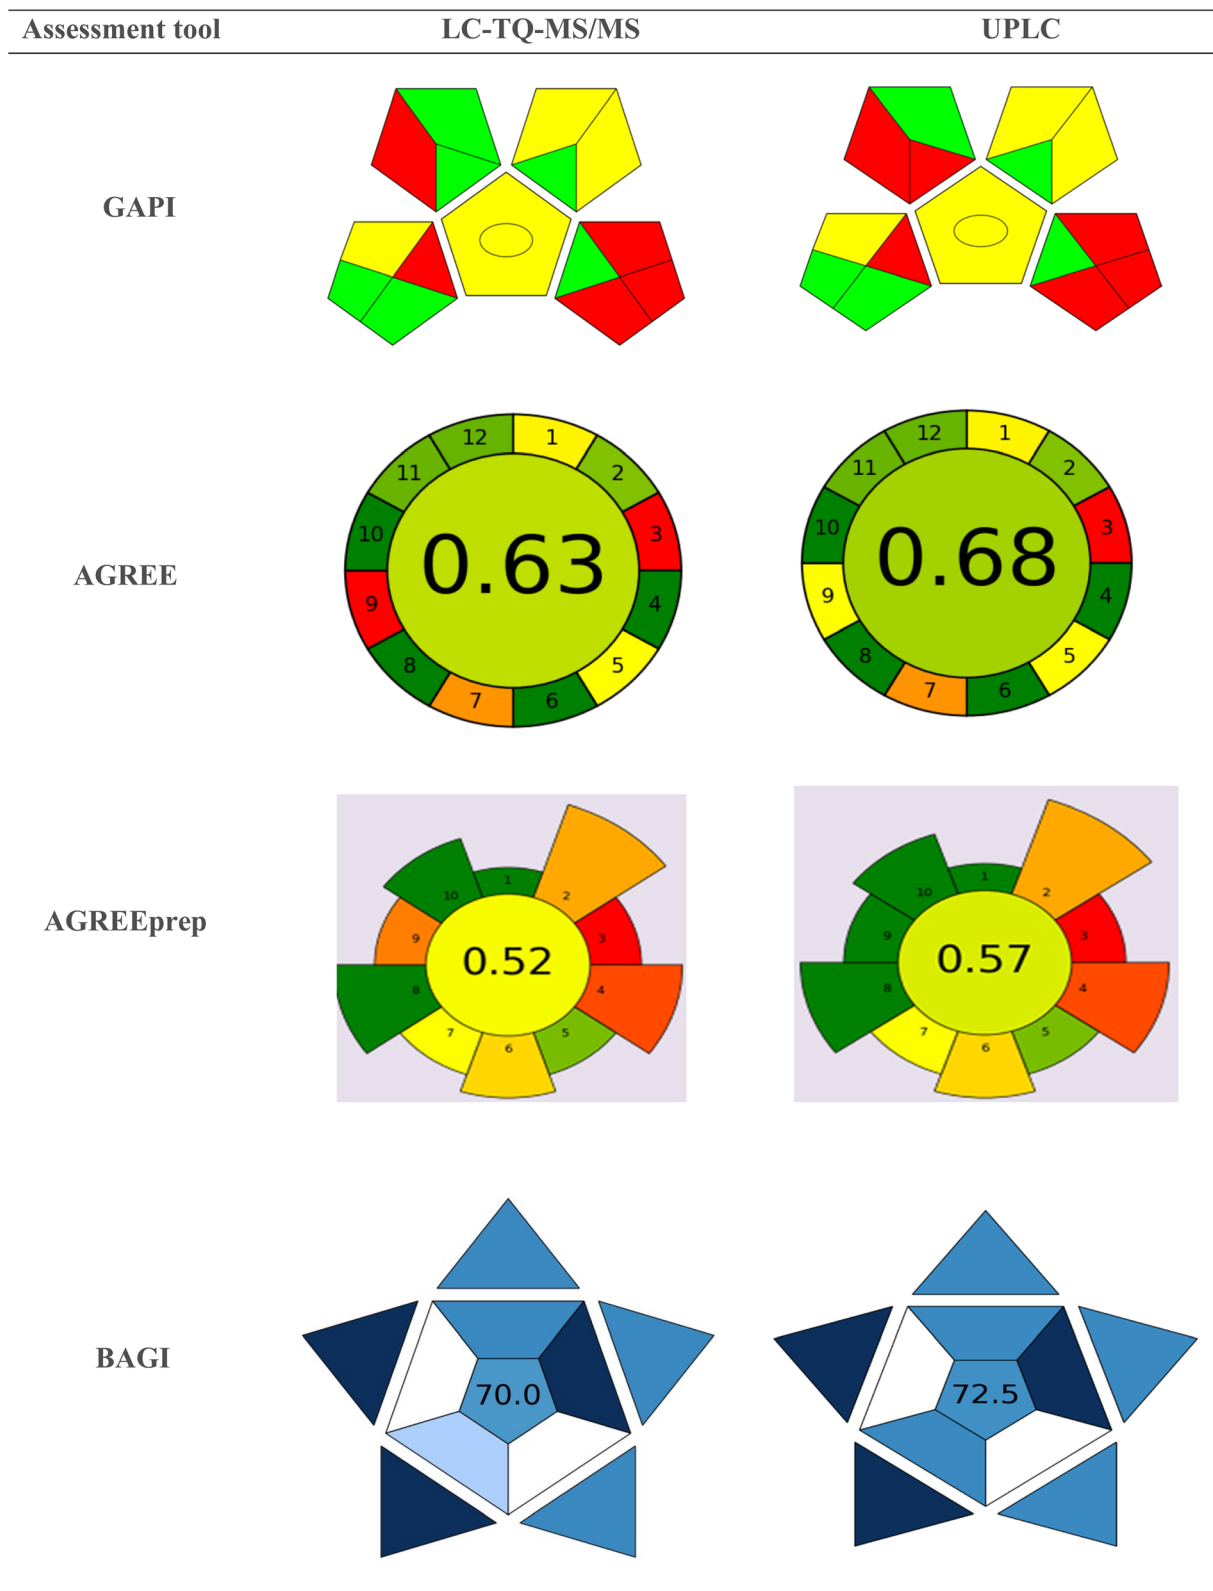 Assessment tool LC-TQ-MS/MS UPLC
GAPI
12 1 12 1
11 2 11 2
10 3 10 3
0.63 0.68
AGREE
9 4 9 4
8 5 8 5
7 6 7 6
1 1
10 2 10 2
AGREEprep
9 3 9 3
0.52 0.57
8 4 8 4
7 5 7 5
6 6
BAGI
70.0 72.5